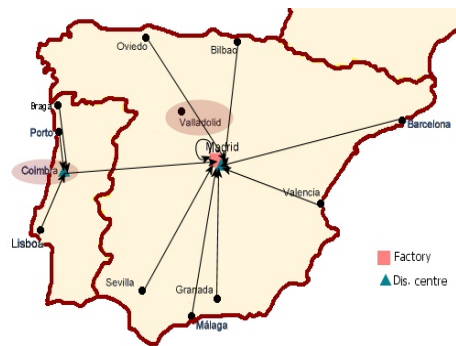 Oviedo
Bilbao
Braga
Valladolid
Barcelona
Porto
Madrid
Coimbra
Valencia
Lisboa
Factory
Sevilla
Granada
Dis. centre
Málaga